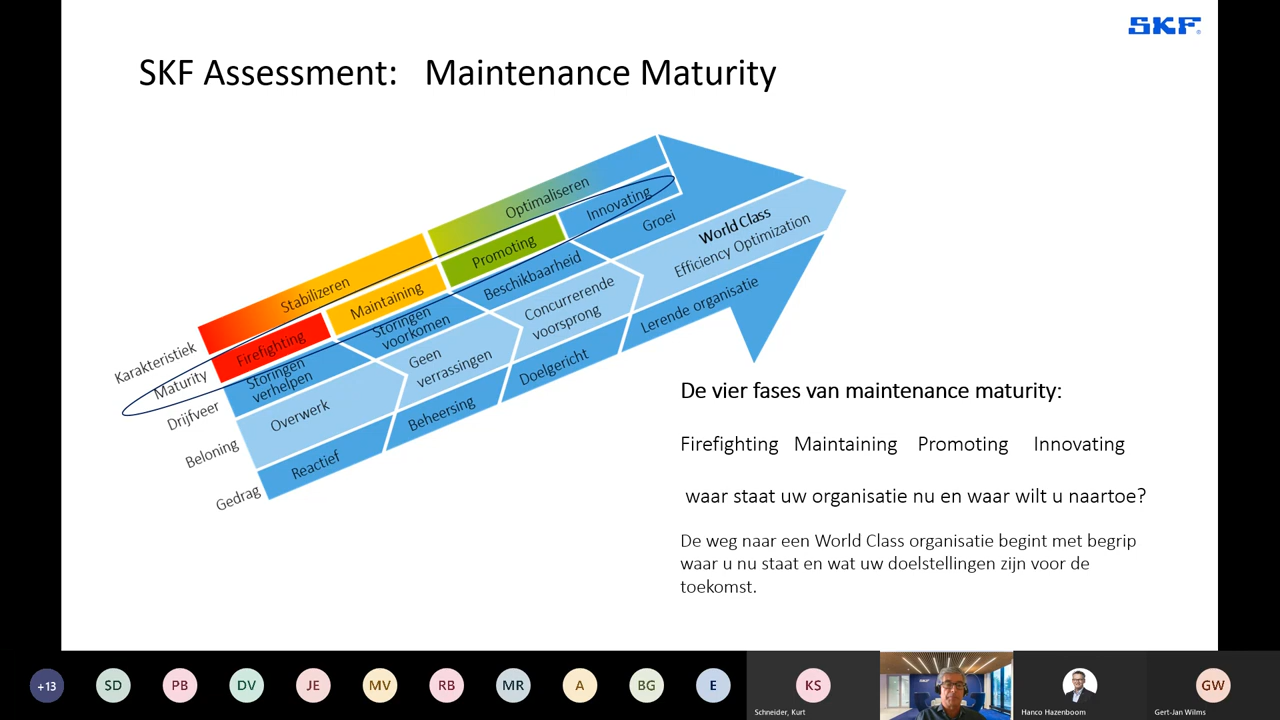 SKF
SKF Assessment: Maintenance Maturity
Karakteristiek
Stabilizeren
Optimaliseren
Maturity
Firefighting
Maintaining
Promoting
Innovating
Drijfveer
Storingen
verhelpen
Storingen
voorkomen
Beschikbaarheid
Groei
Beloning
Overwerk
Geen
verrassingen
Concurrerende
voorsprong
World Class
Efficiency Optimization
Gedrag
Reactief
Beheersing
Doelgericht
Lerende organisatie
De vier fases van maintenance maturity:
Firefighting Maintaining Promoting Innovating
waar staat uw organisatie nu en waar wilt u naartoe?
De weg naar een World Class organisatie begint met begrip
waar u nu staat en wat uw doelstellingen zijn voor de
toekomst.
+13 SD PB DV JE MV RB MR A BG E KS GW
Schneider, Kurt
SKF
Hanco Hazenboom
Gert-Jan Wilms